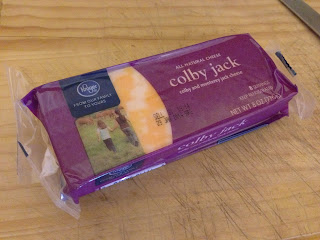 Kroger
FROM OUR FAMILY
TO YOURS
ALL NATURAL CHEESE
colby jack
colby and monterey jack cheese
NET WT. 8 OZ
colby jack